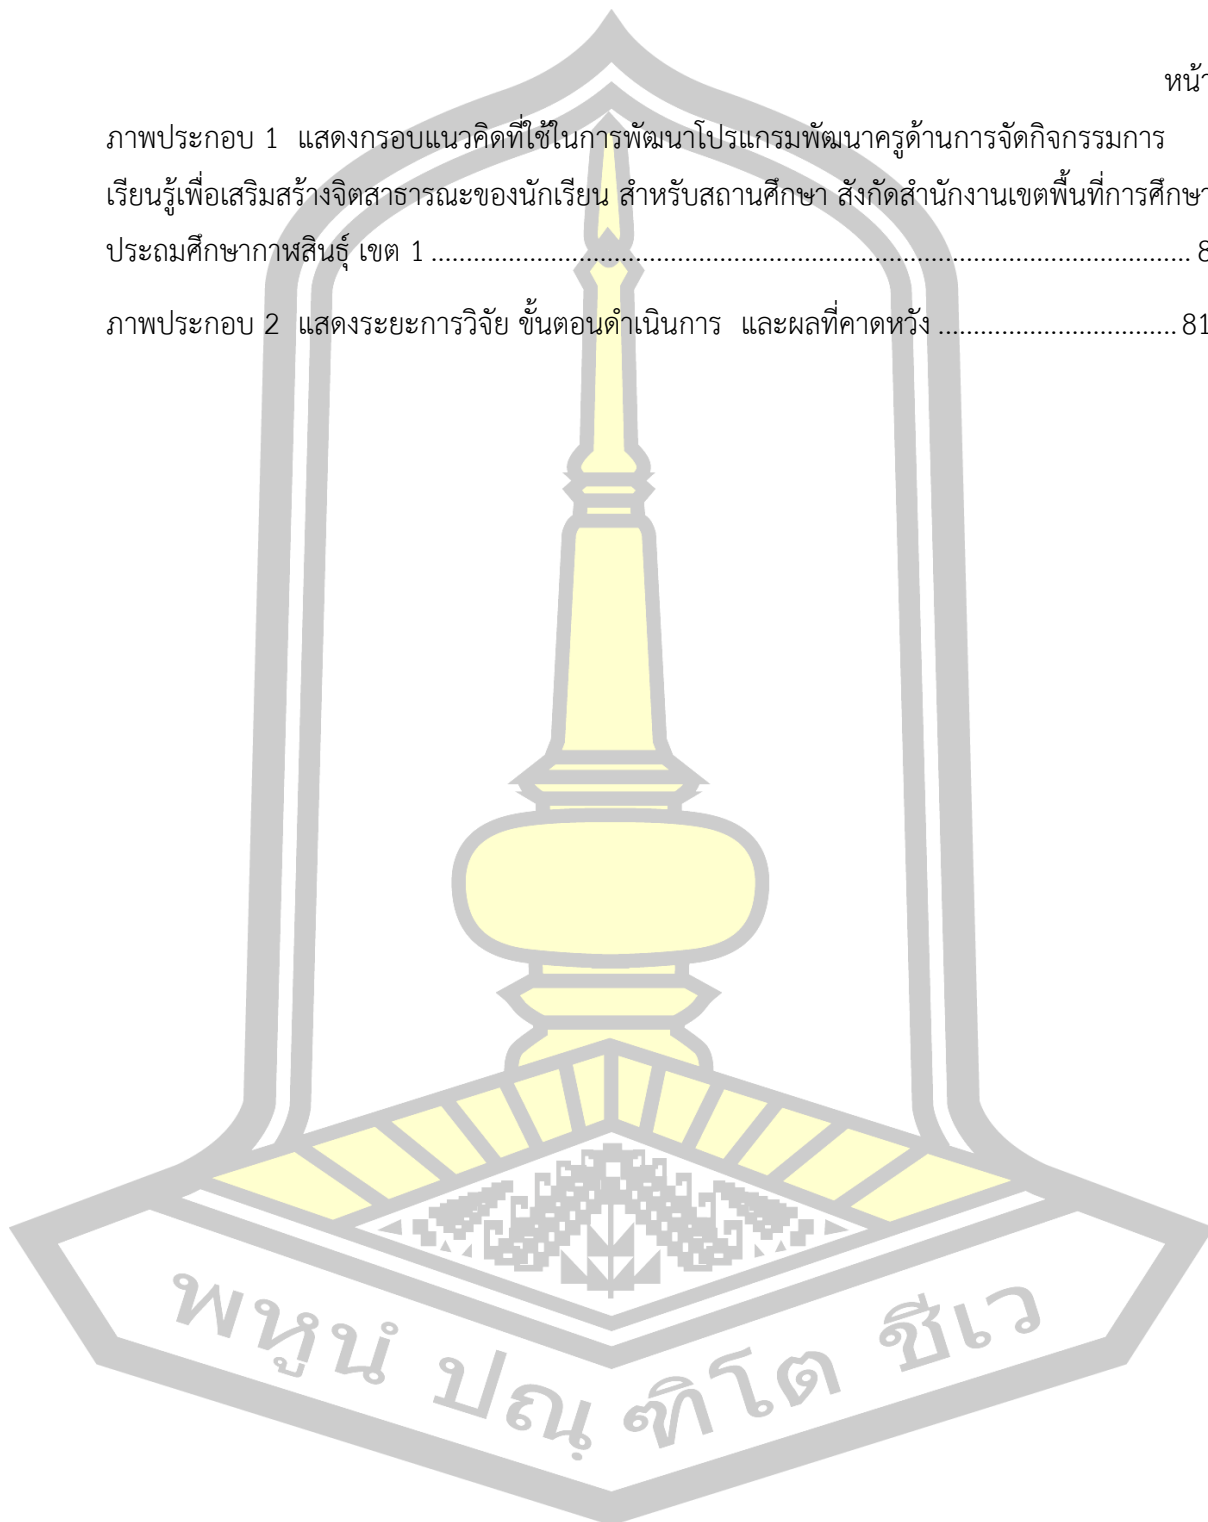 หน้า
ภาพประกอบ 1 แสดงกรอบแนวคิดที่ใช้ในการพัฒนาโปรแกรมพัฒนาครูด้านการจัดกิจกรรมการ
เรียนรู้เพื่อเสริมสร้างจิตสาธารณะของนักเรียน สำหรับสถานศึกษา สังกัดสำนักงานเขตพื้นที่การศึกษา
ประถมศึกษากาฬสินธุ์ เขต 1 ........................................................................................................... 8
ภาพประกอบ 2 แสดงระยะการวิจัย ขั้นตอนดำเนินการ และผลที่คาดหวัง .................................. 81
พหูนํ ปณฺฑิโต ชีเว